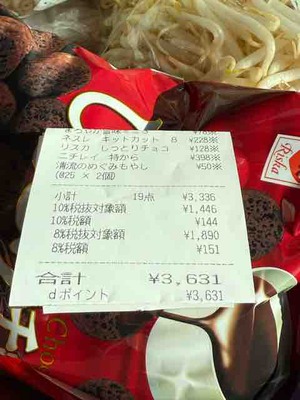 ネスレ キットカット 8 ¥228※
リスカ しっとりチョコ ¥128※
ニチレイ 特から ¥398※
清流のめぐみもやし ¥50※
(@25 × 2個)
小計 19点 ¥3,336
10%税抜対象額 ¥1,446
10%税額 ¥144
8%税抜対象額 ¥1,890
8%税額 ¥151
合計 ¥3,631
dポイント ¥3,631
Riska
チ
Cho